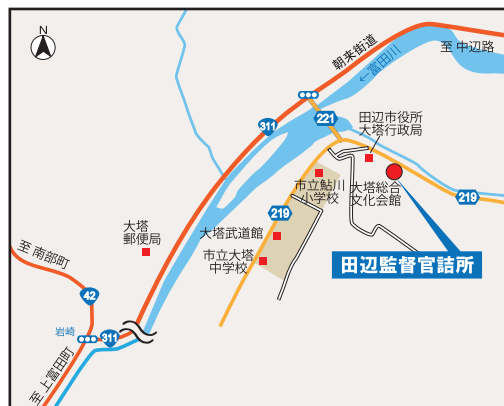 N
朝来街道
←富田川
至 中辺路
311
221
田辺市役所
大塔行政局
市立鮎川
小学校
大塔総合
文化会館
219
219
大塔
郵便局
大塔武道館
市立大塔
中学校
田辺監督官詰所
至 南部町
42
岩崎
311
至 上富田町